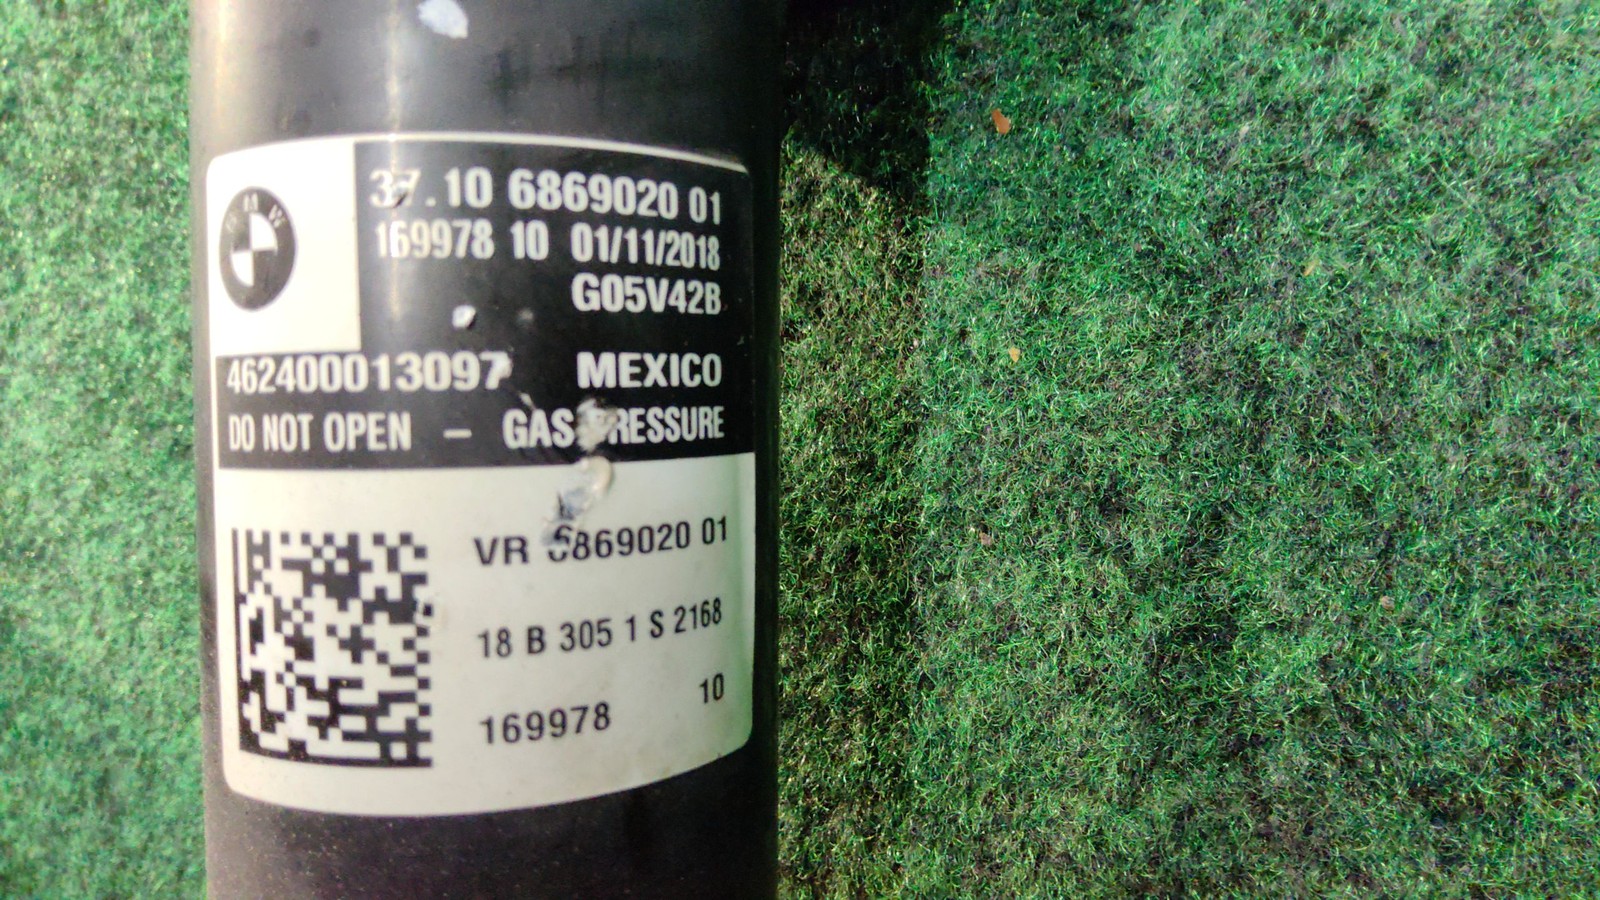 BMW
37.10 6869020 01
169978 10 01/11/2018
G05V42B
462400013097 MEXICO
DO NOT OPEN – GAS PRESSURE
VR 6869020 01
18 B 305 1 S 2168
169978 10